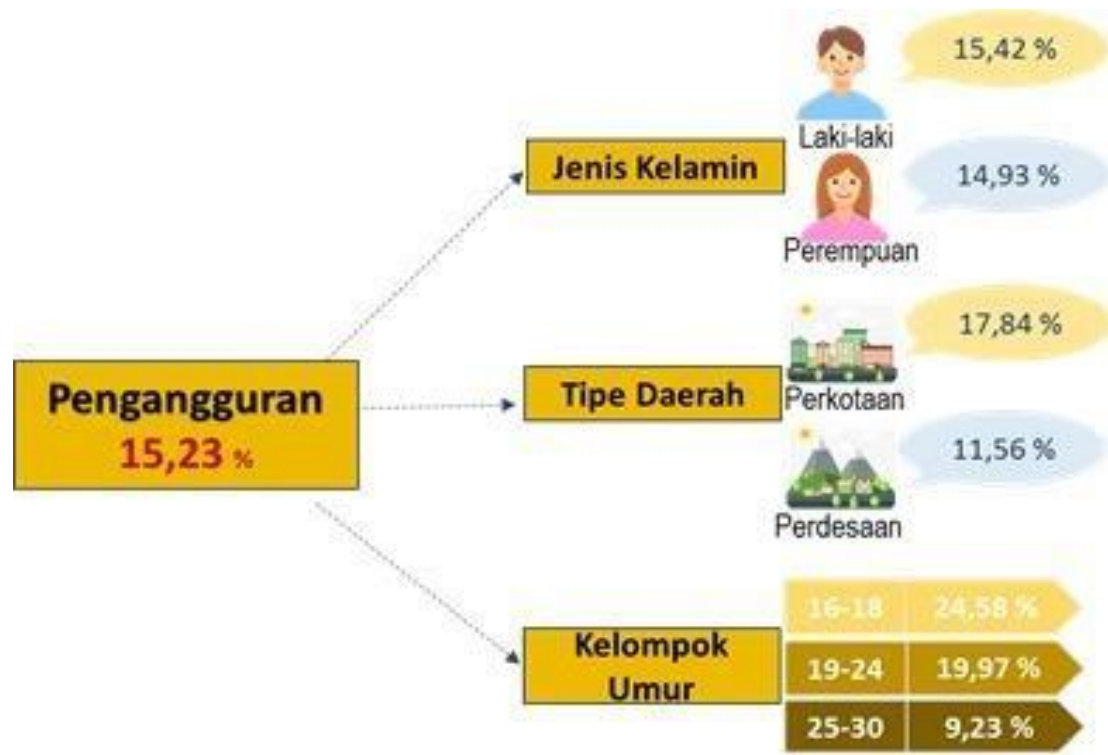 Pengangguran
15,23 %
Jenis Kelamin
15,42 %
Laki-laki
14,93 %
Perempuan
Tipe Daerah
17,84 %
Perkotaan
11,56 %
Perdesaan
Kelompok
Umur
16-18 24,58 %
19-24 19,97 %
25-30 9,23 %